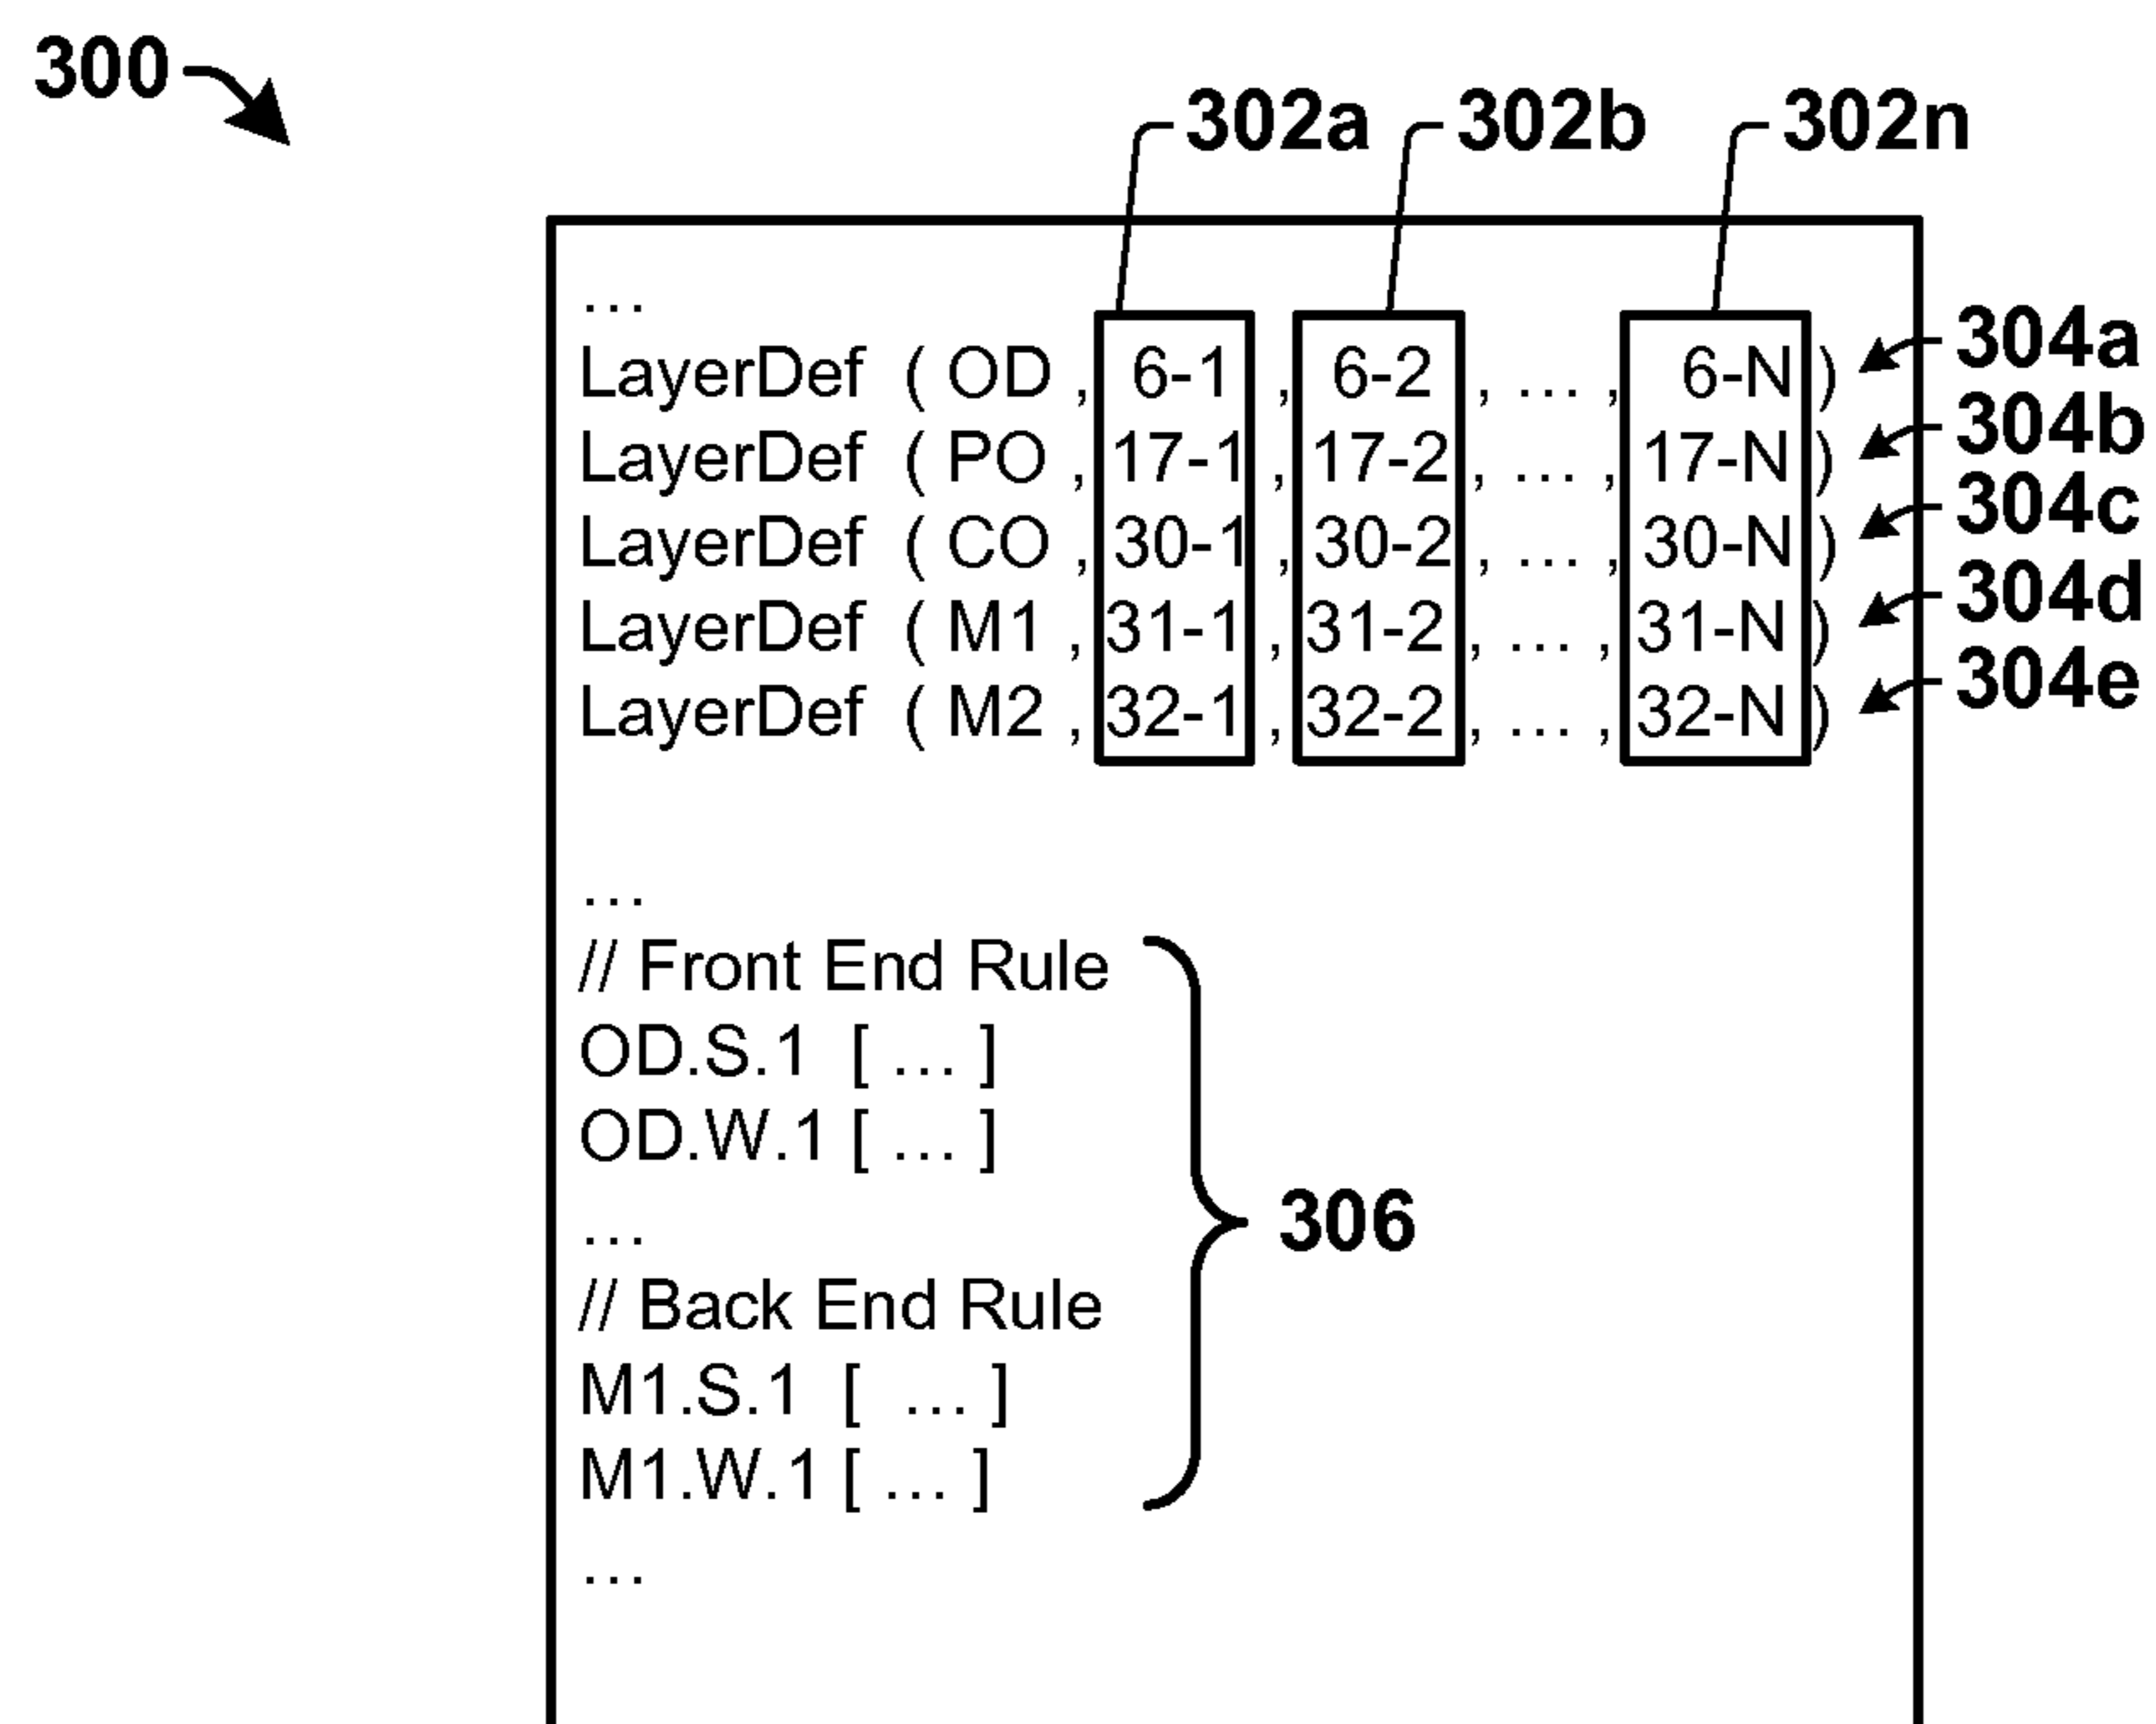 300
302a 302b 302n
...
LayerDef ( OD , 6-1 , 6-2 , ... , 6-N ) 304a
LayerDef ( PO , 17-1 , 17-2 , ... , 17-N ) 304b
LayerDef ( CO , 30-1 , 30-2 , ... , 30-N ) 304c
LayerDef ( M1 , 31-1 , 31-2 , ... , 31-N ) 304d
LayerDef ( M2 , 32-1 , 32-2 , ... , 32-N ) 304e
...
// Front End Rule
OD.S.1 [ ... ]
OD.W.1 [ ... ]
...
306
// Back End Rule
M1.S.1 [ ... ]
M1.W.1 [ ... ]
...